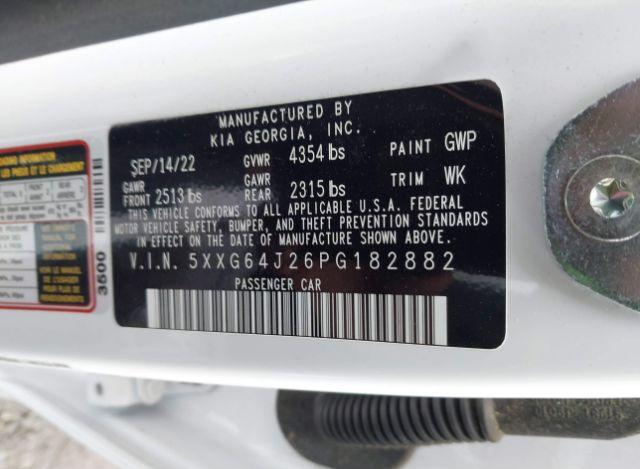 MANUFACTURED BY
KIA GEORGIA, INC.
SEP/14/22 GVWR 4354 lbs PAINT GWP
GAWR FRONT 2513 lbs GAWR REAR 2315 lbs TRIM WK
THIS VEHICLE CONFORMS TO ALL APPLICABLE U.S.A. FEDERAL
MOTOR VEHICLE SAFETY, BUMPER, AND THEFT PREVENTION STANDARDS
IN EFFECT ON THE DATE OF MANUFACTURE SHOWN ABOVE.
V.I.N. 5XXG64J26PG182882
PASSENGER CAR
3500